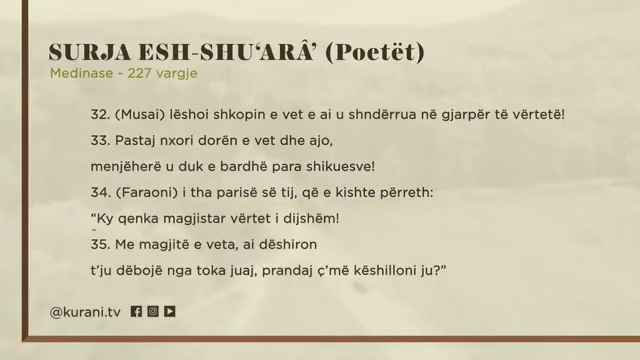 SURJA ESH-SHU‘ARÂ’ (Poetët)
Medinase - 227 vargje
32. (Musai) lëshoi shkopin e vet e ai u shndërrua në gjarpër të vërtetë!
33. Pastaj nxori dorën e vet dhe ajo,
menjëherë u duk e bardhë para shikuesve!
34. (Faraoni) i tha parisë së tij, që e kishte përreth:
“Ky qenka magjistar vërtet i dijshëm!
35. Me magjitë e veta, ai dëshiron
t’ju dëbojë nga toka juaj, prandaj ç’më këshilloni ju?”
@kurani.tv